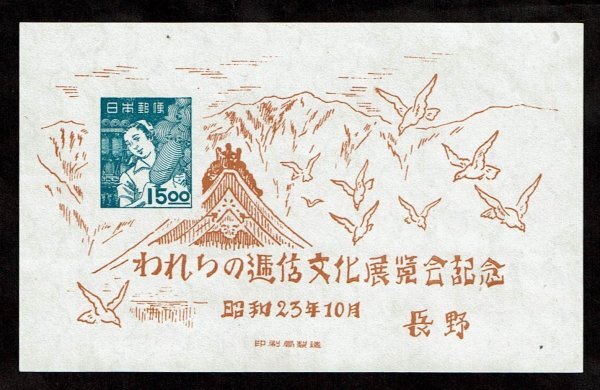 日本郵便
15.00
われらの逓信文化展覧会記念
昭和23年10月
長野
印刷局製造